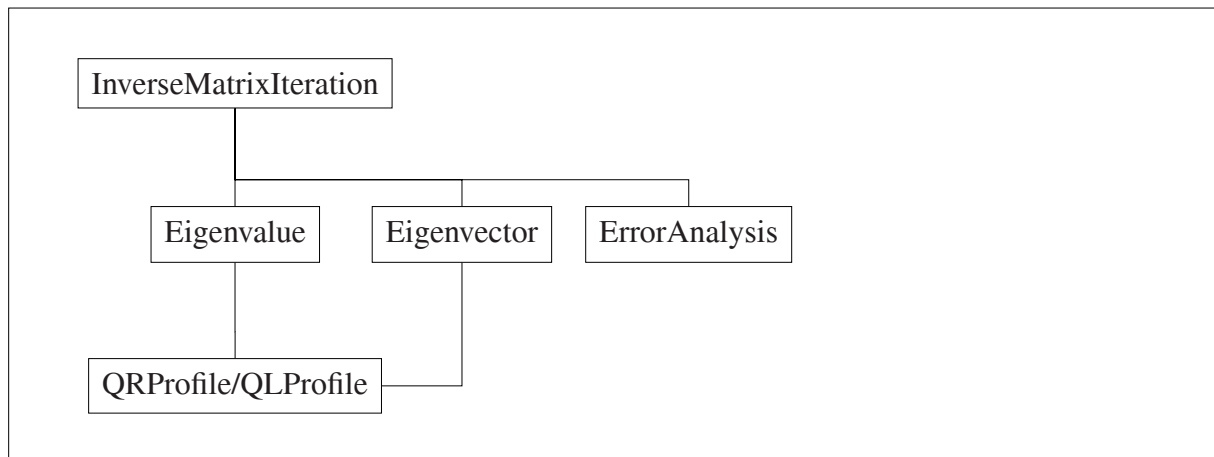 InverseMatrixIteration
Eigenvalue
Eigenvector
ErrorAnalysis
QRProfile/QLProfile